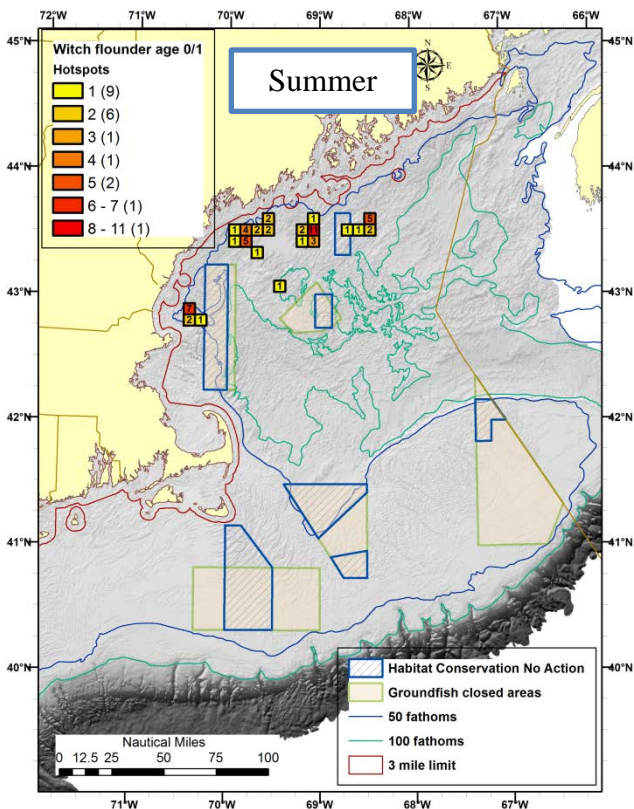 71°W 70°W 69°W 68°W 67°W 66°W
45°N 45°N
Witch flounder age 0/1
Hotspots
1 (9)
2 (6)
3 (1)
4 (1)
5 (2)
6 - 7 (1)
8 - 11 (1)
Summer
N
E
S
44°N 44°N
2 1 5
1 4 2 2 2 1 1 2
1 5 1 3
1
1
43°N 43°N
7
2 1
42°N 42°N
41°N 41°N
40°N 40°N
Habitat Conservation No Action
Groundfish closed areas
50 fathoms
100 fathoms
3 mile limit
Nautical Miles
0 12.5 25 50 75 100
71°W 70°W 69°W 68°W 67°W